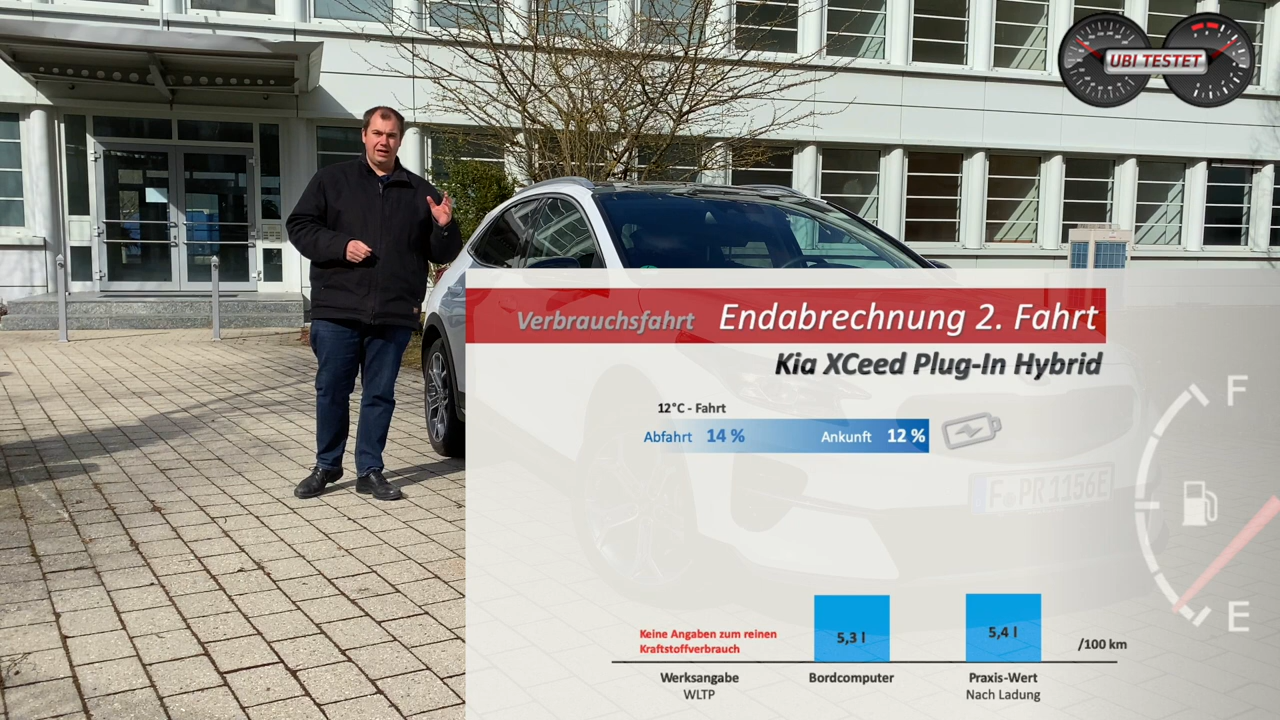 UBI TESTET
Verbrauchsfahrt Endabrechnung 2. Fahrt
Kia XCeed Plug-In Hybrid
12°C - Fahrt
Abfahrt 14 % Ankunft 12 %
F
F PR 1156E
E
Keine Angaben zum reinen
Kraftstoffverbrauch
5,3 l
5,4 l
/100 km
Werksangabe
WLTP
Bordcomputer
Praxis-Wert
Nach Ladung